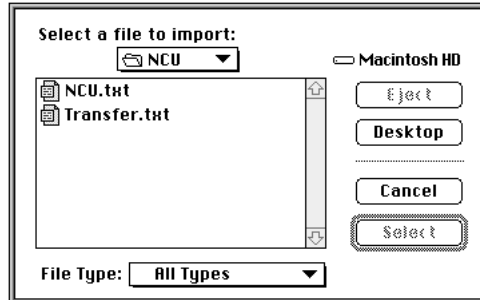 Select a file to import:
NCU
Macintosh HD
NCU.txt
Transfer.txt
Eject
Desktop
Cancel
Select
File Type: All Types